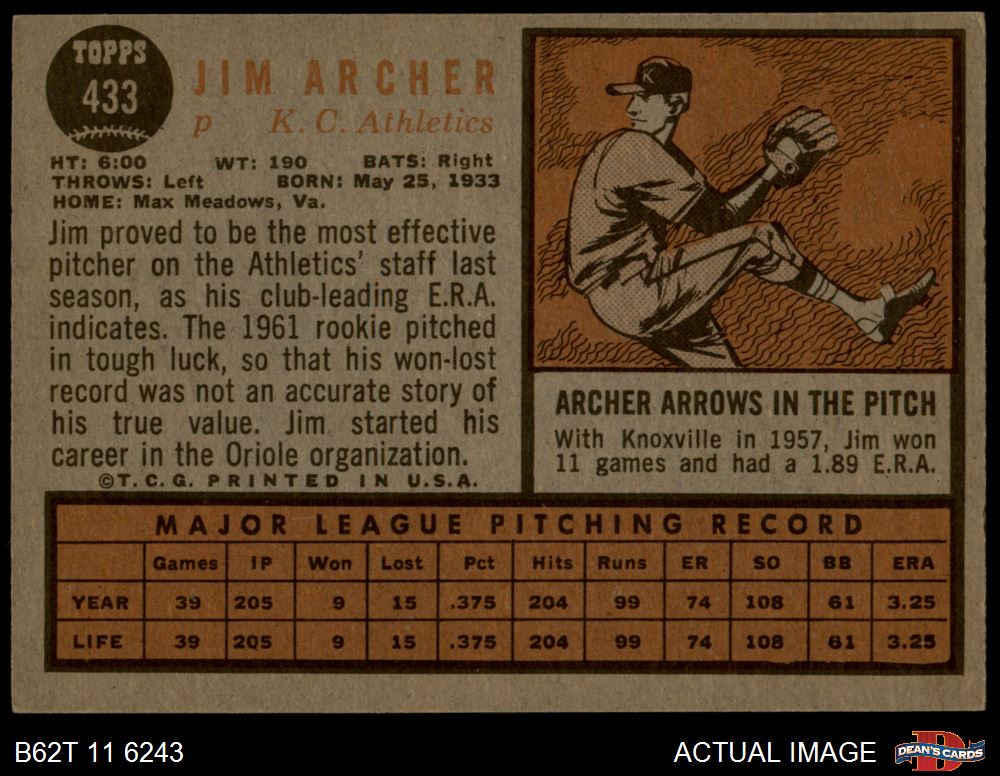 TOPPS
433
JIM ARCHER
p K. C. Athletics
HT: 6:00 WT: 190 BATS: Right
THROWS: Left BORN: May 25, 1933
HOME: Max Meadows, Va.
Jim proved to be the most effective
pitcher on the Athletics' staff last
season, as his club-leading E.R.A.
indicates. The 1961 rookie pitched
in tough luck, so that his won-lost
record was not an accurate story of
his true value. Jim started his
career in the Oriole organization.
©T. C. G. PRINTED IN U.S.A.
K
ARCHER ARROWS IN THE PITCH
With Knoxville in 1957, Jim won
11 games and had a 1.89 E.R.A.
MAJOR LEAGUE PITCHING RECORD
Games IP Won Lost Pct Hits Runs ER SO BB ERA
YEAR 39 205 9 15 .375 204 99 74 108 61 3.25
LIFE 39 205 9 15 .375 204 99 74 108 61 3.25
B62T 11 6243 ACTUAL IMAGE D DEAN'S CARDS